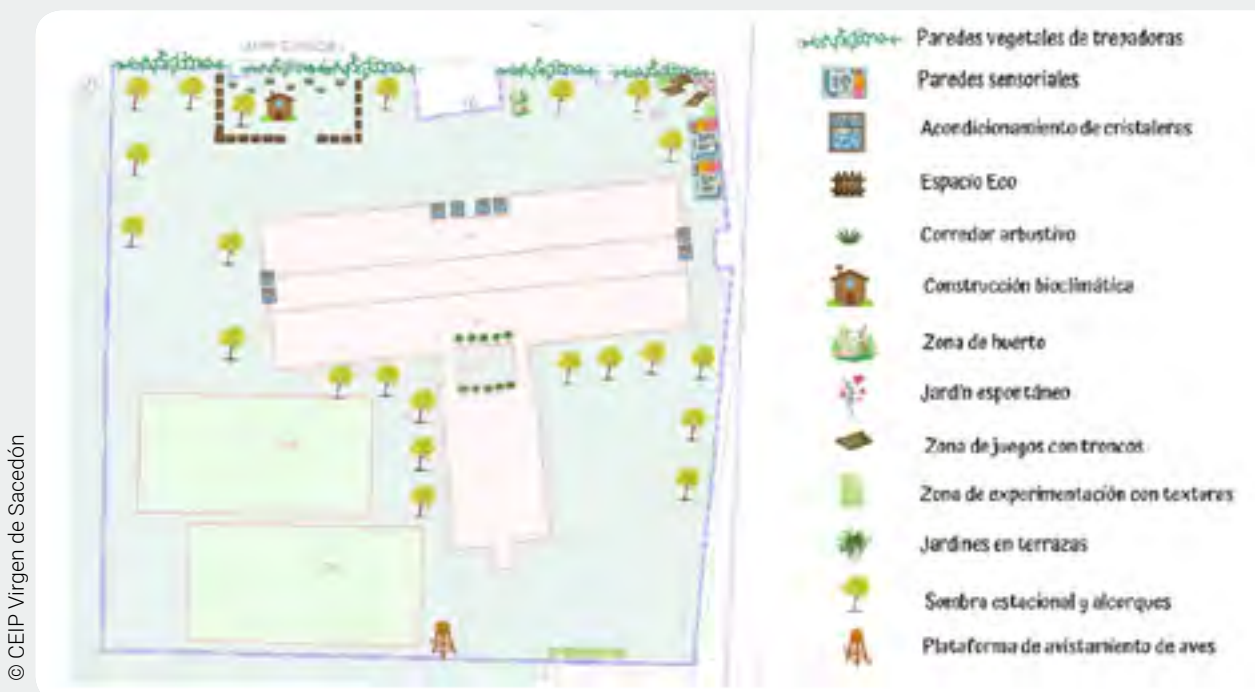 Paredes vegetales de trepadoras
Paredes sensoriales
Acondicionamiento de cristaleras
Espacio Eco
Corredor arbustivo
Construcción bioclimática
Zona de huerto
Jardín espontáneo
Zona de juegos con troncos
Zona de experimentación con texturas
Jardines en terrazas
Sombra estacional y alcorques
Plataforma de avistamiento de aves
© CEIP Virgen de Sacedón